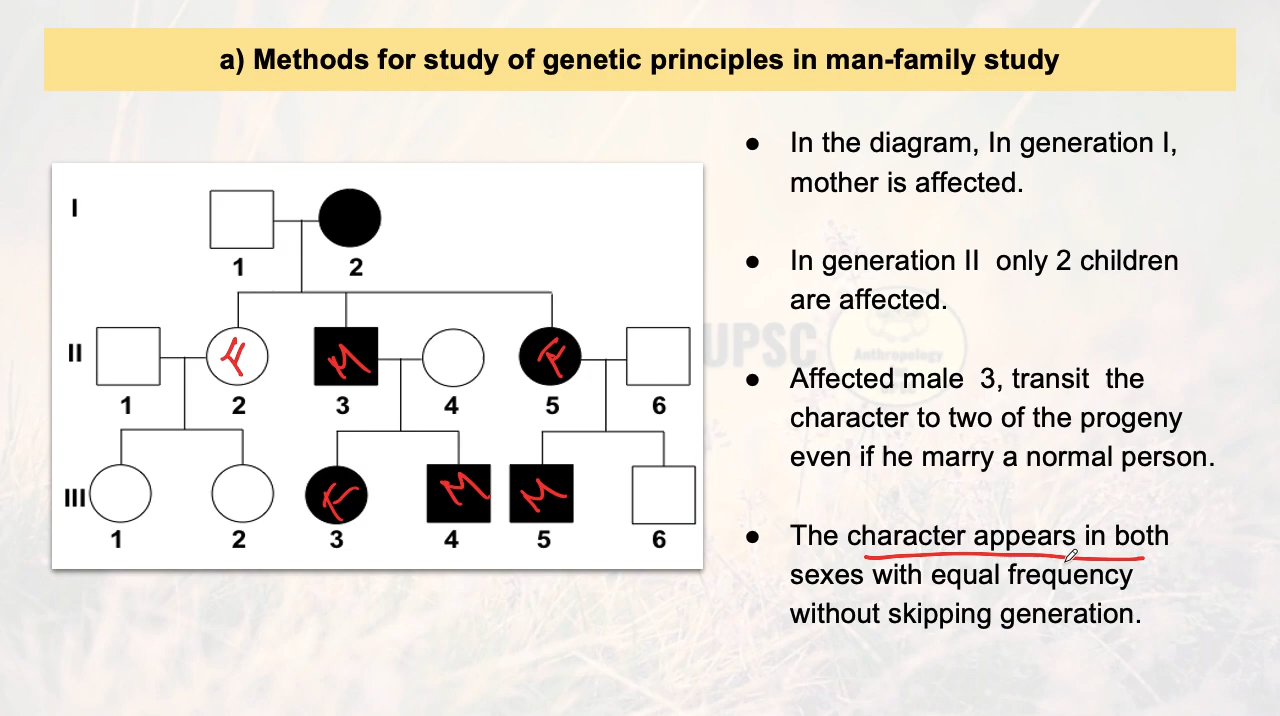 a) Methods for study of genetic principles in man-family study
I
1 2
II
F M F
1 2 3 4 5 6
III
F M M
1 2 3 4 5 6
● In the diagram, In generation I,
mother is affected.
● In generation II only 2 children
are affected.
● Affected male 3, transit the
character to two of the progeny
even if he marry a normal person.
● The character appears in both
sexes with equal frequency
without skipping generation.
UPSC
Anthropology